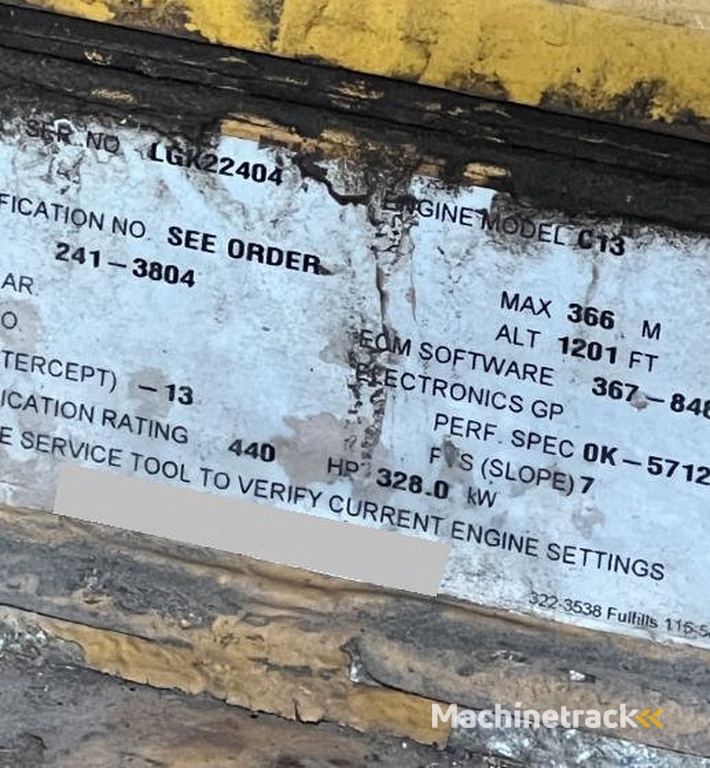 SER. NO LGK22404
ENGINE MODEL C13
FICATION NO. SEE ORDER
241-3804
AR
MAX 366 M
O.
ALT 1201 FT
ECM SOFTWARE 367-848
TERCEPT) -13
ELECTRONICS GP
ICATION RATING
PERF. SPEC 0K-5712
440 HP 328.0 kW
F S (SLOPE) 7
E SERVICE TOOL TO VERIFY CURRENT ENGINE SETTINGS
322-3538 Fulfills 115-5
Machinetrack